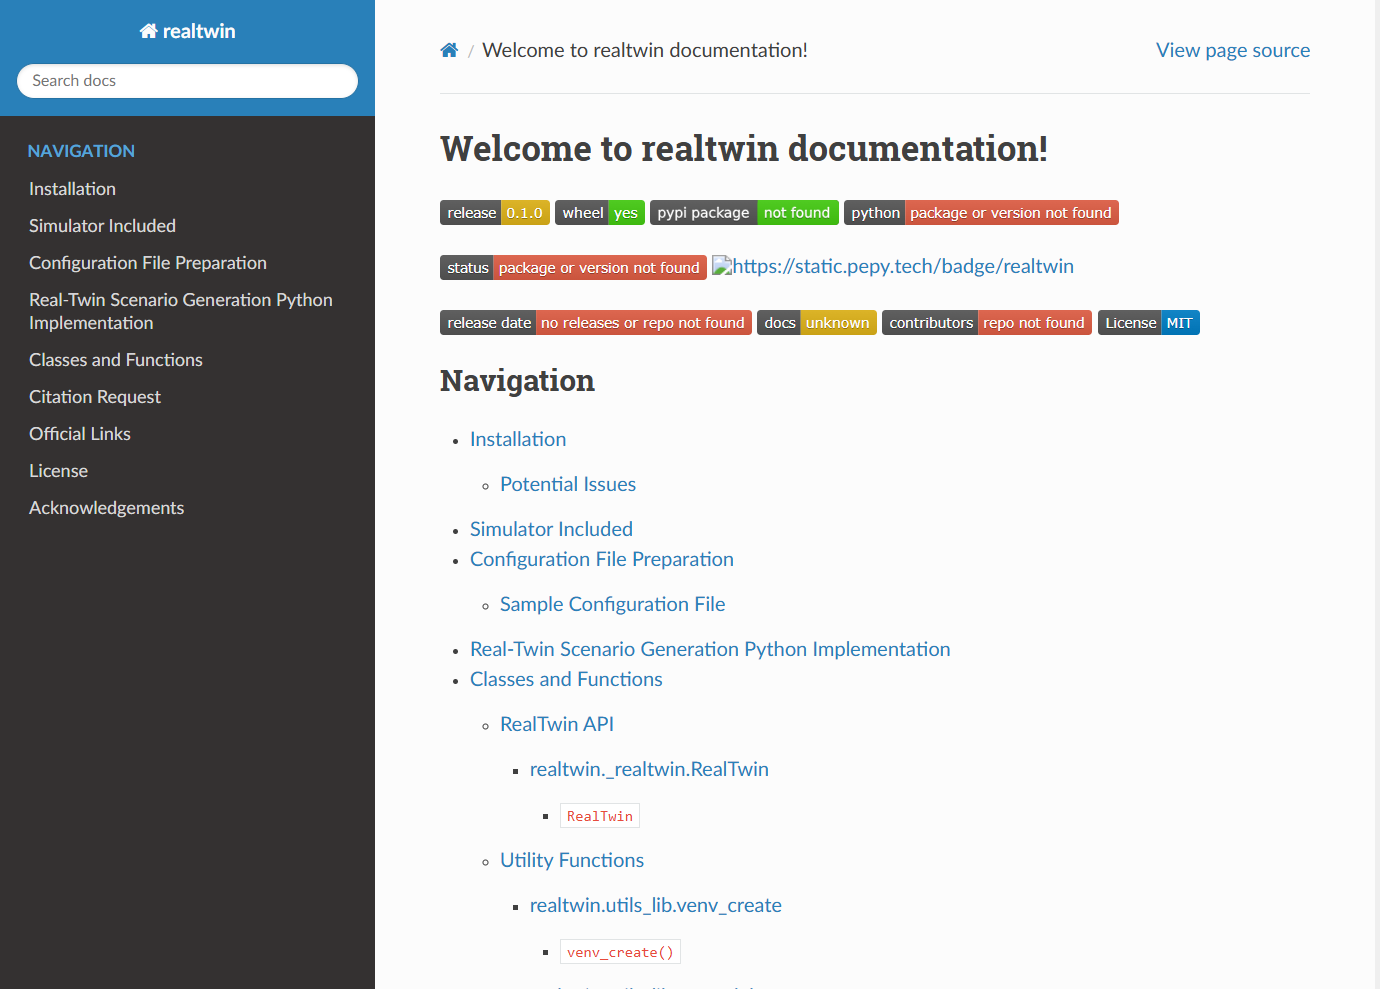 realtwin
Search docs
NAVIGATION
Installation
Simulator Included
Configuration File Preparation
Real-Twin Scenario Generation Python
Implementation
Classes and Functions
Citation Request
Official Links
License
Acknowledgements
/ Welcome to realtwin documentation! View page source
Welcome to realtwin documentation!
release 0.1.0 wheel yes pypi package not found python package or version not found
status package or version not found https://static.pepy.tech/badge/realtwin
release date no releases or repo not found docs unknown contributors repo not found License MIT
Navigation
• Installation
◦ Potential Issues
• Simulator Included
• Configuration File Preparation
◦ Sample Configuration File
• Real-Twin Scenario Generation Python Implementation
• Classes and Functions
◦ RealTwin API
▪ realtwin._realtwin.RealTwin
▪ RealTwin
◦ Utility Functions
▪ realtwin.utils_lib.venv_create
▪ venv_create()